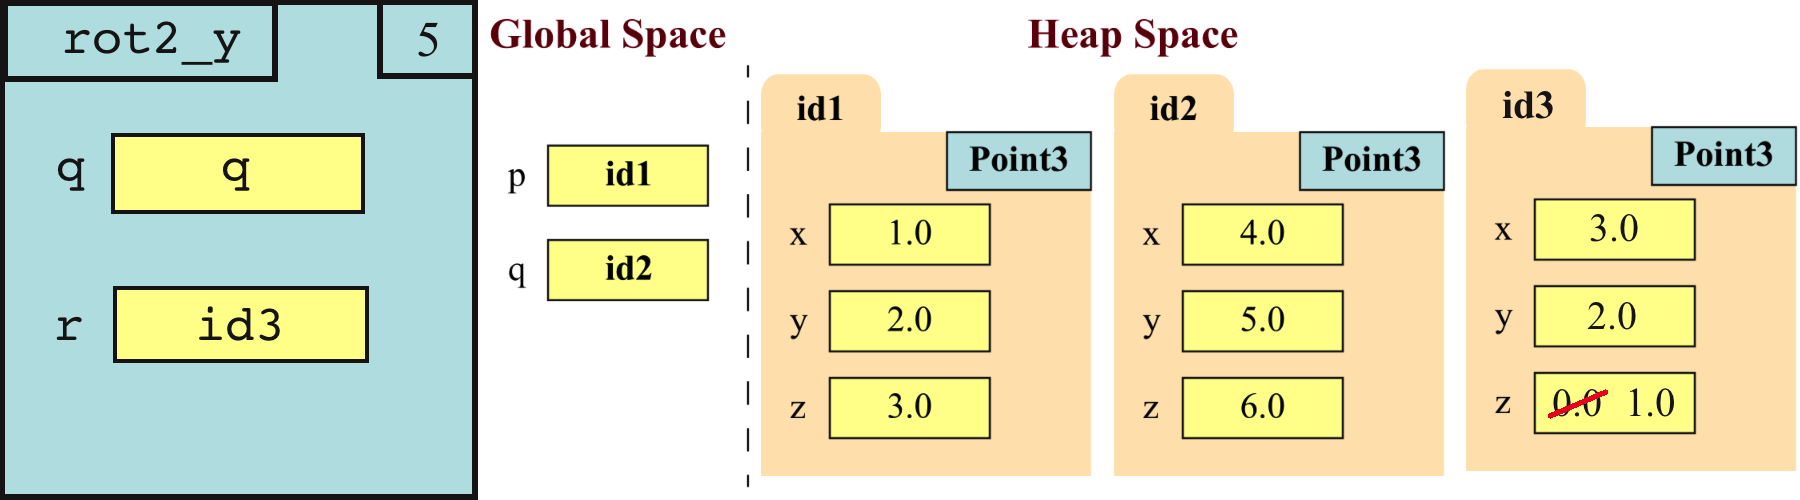 rot2_y 5
q q
r id3
Global Space
p id1
q id2
Heap Space
id1
Point3
x 1.0
y 2.0
z 3.0
id2
Point3
x 4.0
y 5.0
z 6.0
id3
Point3
x 3.0
y 2.0
z 0.0 1.0